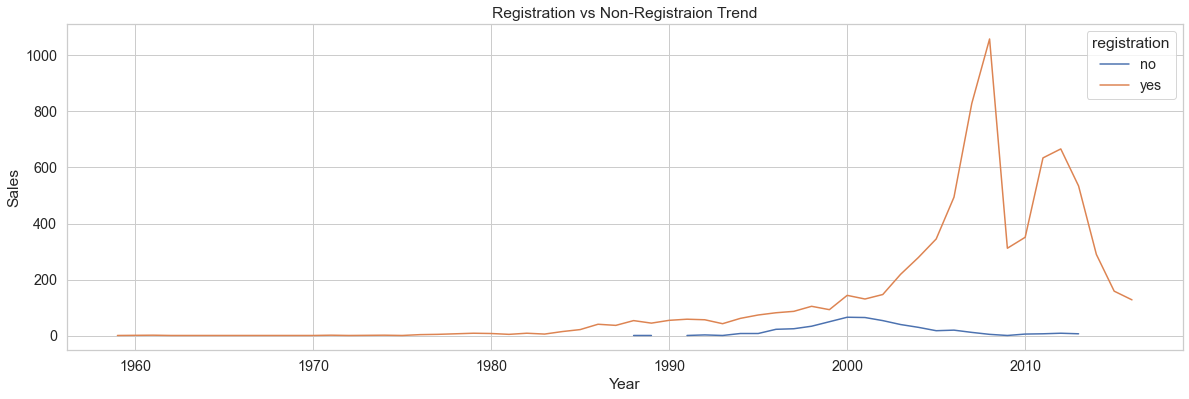 Registration vs Non-Registraion Trend
registration
no
yes
Sales
1000
800
600
400
200
0
1960
1970
1980
1990
2000
2010
Year